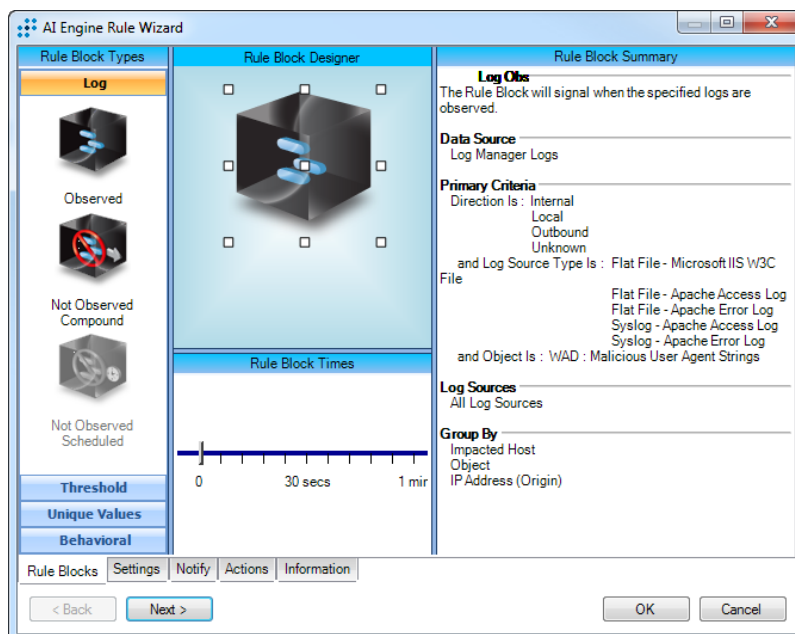 AI Engine Rule Wizard
Rule Block Types
Log
Observed
Not Observed
Compound
Not Observed
Scheduled
Threshold
Unique Values
Behavioral
Rule Block Designer
Rule Block Times
0
30 secs
1 mir
Rule Block Summary
Log Obs
The Rule Block will signal when the specified logs are
observed.
Data Source
Log Manager Logs
Primary Criteria
Direction Is : Internal
Local
Outbound
Unknown
and Log Source Type Is : Flat File - Microsoft IIS W3C
File
Flat File - Apache Access Log
Flat File - Apache Error Log
Syslog - Apache Access Log
Syslog - Apache Error Log
and Object Is : WAD : Malicious User Agent Strings
Log Sources
All Log Sources
Group By
Impacted Host
Object
IP Address (Origin)
Rule Blocks
Settings
Notify
Actions
Information
< Back
Next >
OK
Cancel